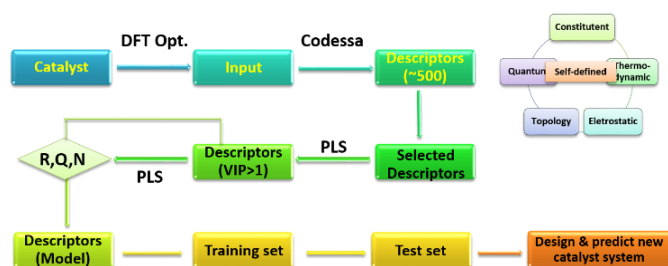 DFT Opt.
Codessa
Catalyst
Input
Descriptors
(~500)
Constitutent
Quantum
Self-defined
Thermo-
dynamic
Topology
Eletrostatic
R,Q,N
PLS
Descriptors
(VIP>1)
PLS
Selected
Descriptors
Descriptors
(Model)
Training set
Test set
Design & predict new
catalyst system